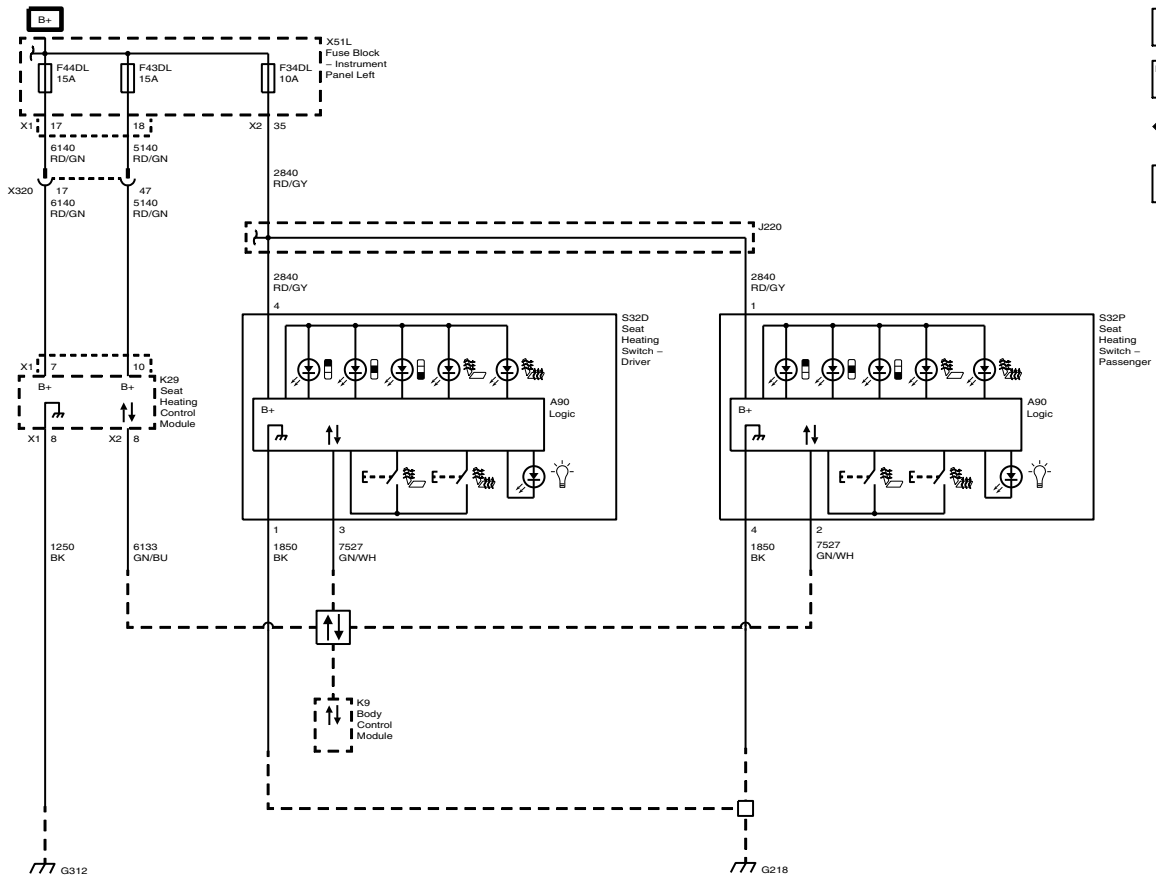 B+
X51L
Fuse Block
– Instrument
Panel Left
F44DL
15A
F43DL
15A
F34DL
10A
X1
17
18
X2
35
6140
RD/GN
5140
RD/GN
2840
RD/GY
X320
17
47
6140
RD/GN
5140
RD/GN
J220
2840
RD/GY
2840
RD/GY
4
1
S32D
Seat
Heating
Switch –
Driver
S32P
Seat
Heating
Switch –
Passenger
X1
7
10
B+
B+
K29
Seat
Heating
Control
Module
B+
A90
Logic
B+
A90
Logic
X1
8
X2
8
1
3
4
2
1250
BK
6133
GN/BU
1850
BK
7527
GN/WH
1850
BK
7527
GN/WH
K9
Body
Control
Module
G312
G218